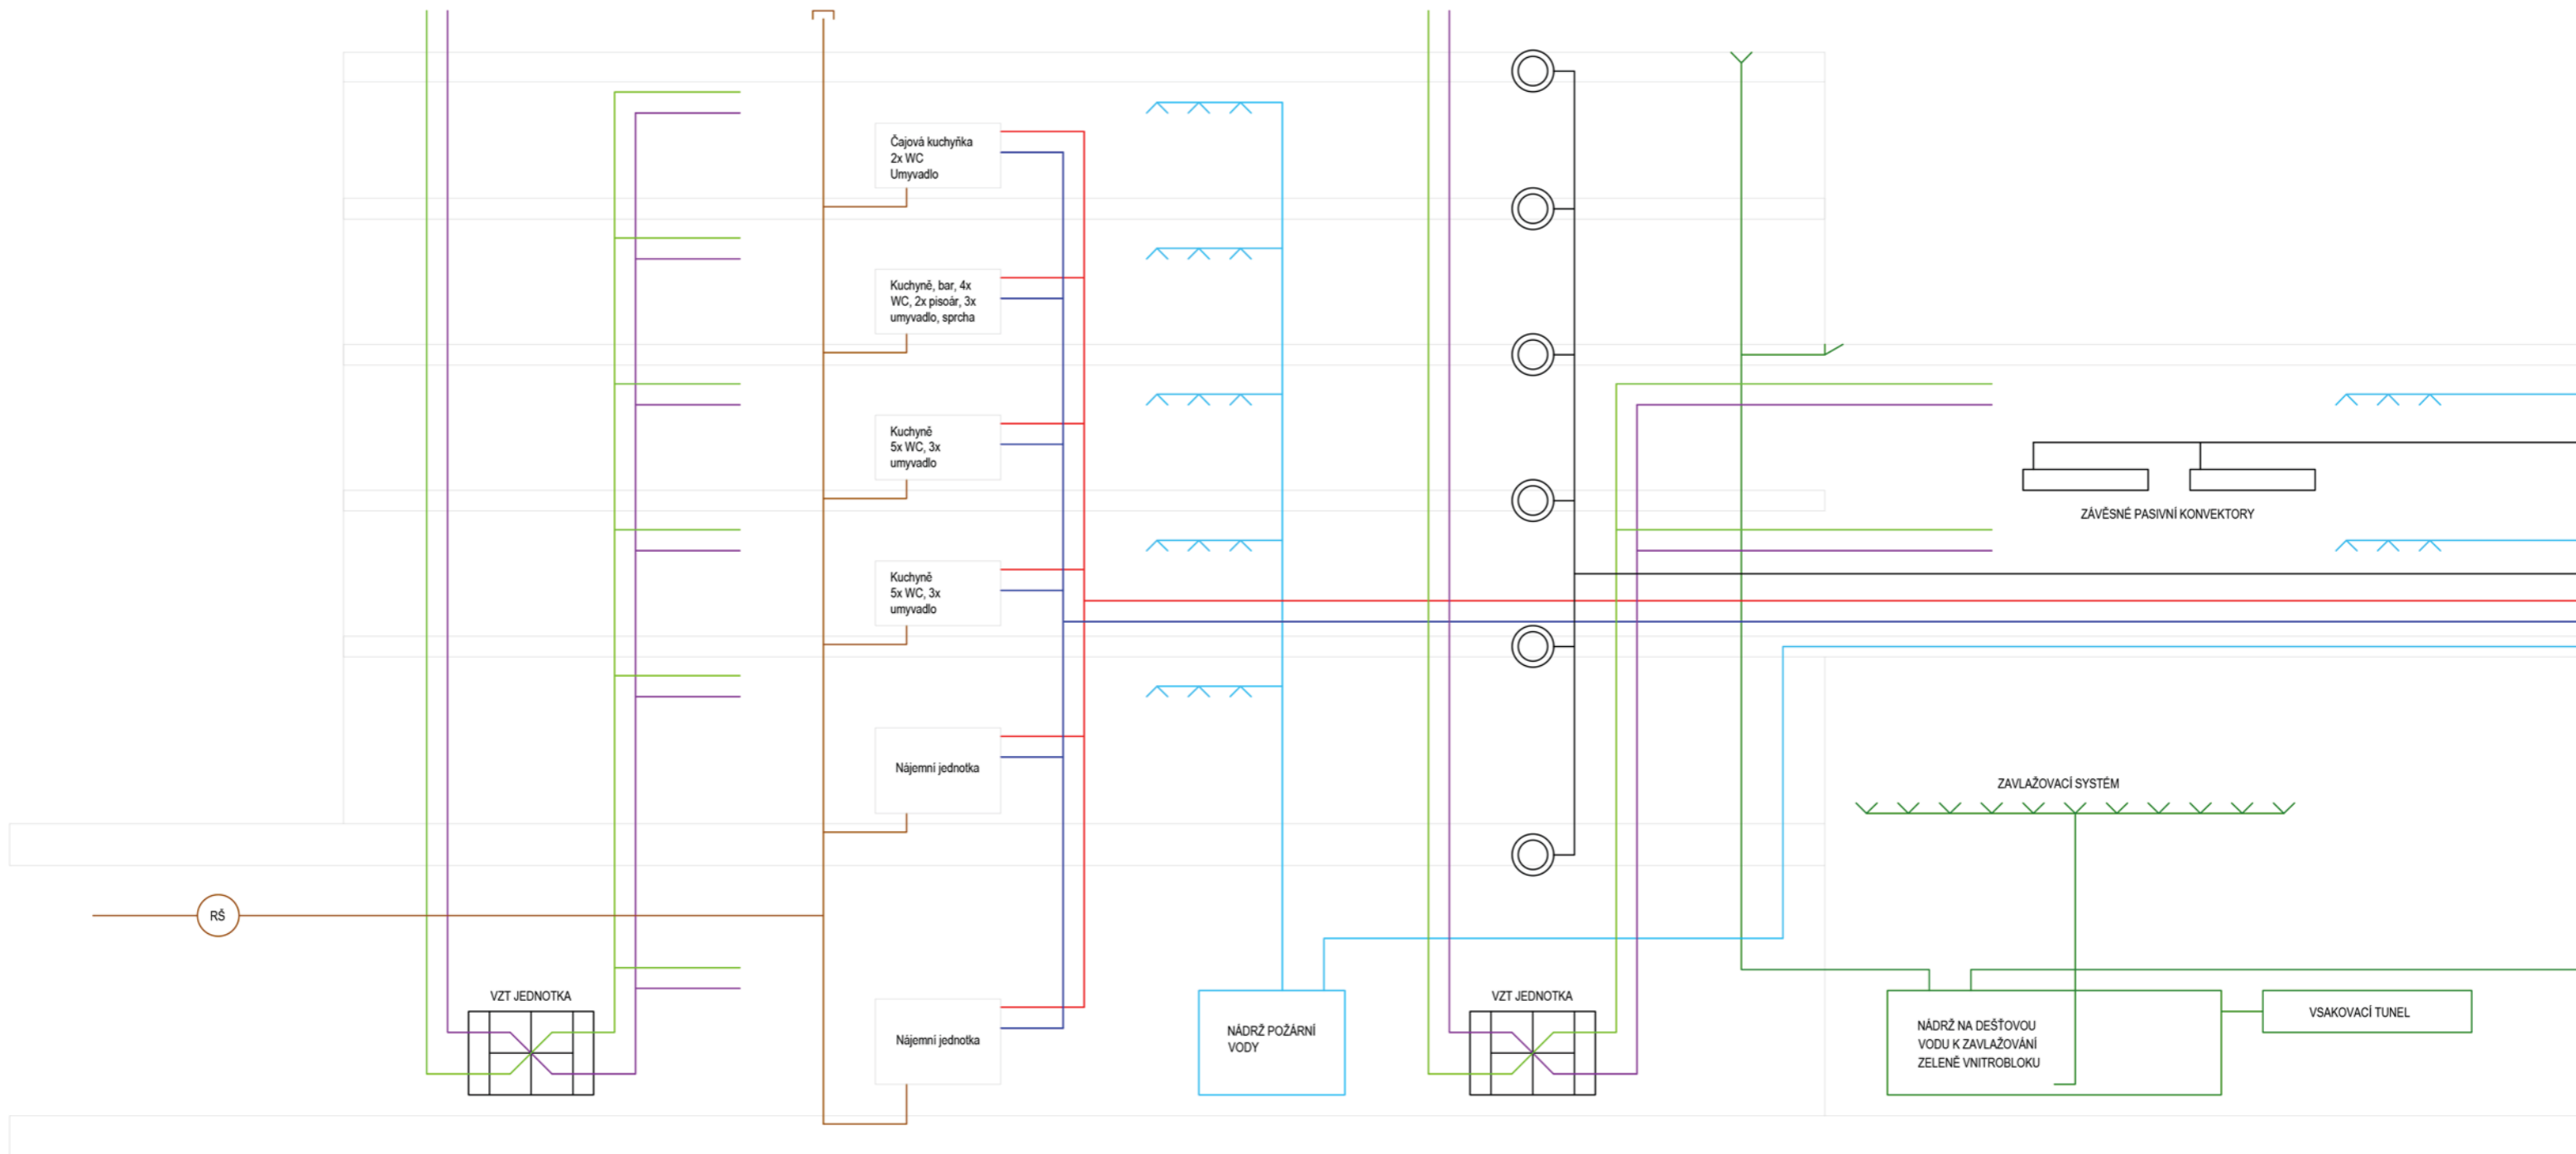 Čajová kuchyňka
2x WC
Umyvadlo
Kuchyně, bar, 4x
WC, 2x pisoár, 3x
umyvadlo, sprcha
Kuchyně
5x WC, 3x
umyvadlo
ZÁVĚSNÉ PASIVNÍ KONVEKTORY
Kuchyně
5x WC, 3x
umyvadlo
Nájemní jednotka
ZAVLAŽOVACÍ SYSTÉM
RŠ
VZT JEDNOTKA
Nájemní jednotka
NÁDRŽ POŽÁRNÍ
VODY
VZT JEDNOTKA
NÁDRŽ NA DEŠŤOVOU
VODU K ZAVLAŽOVÁNÍ
ZELENĚ VNITROBLOKU
VSAKOVACÍ TUNEL